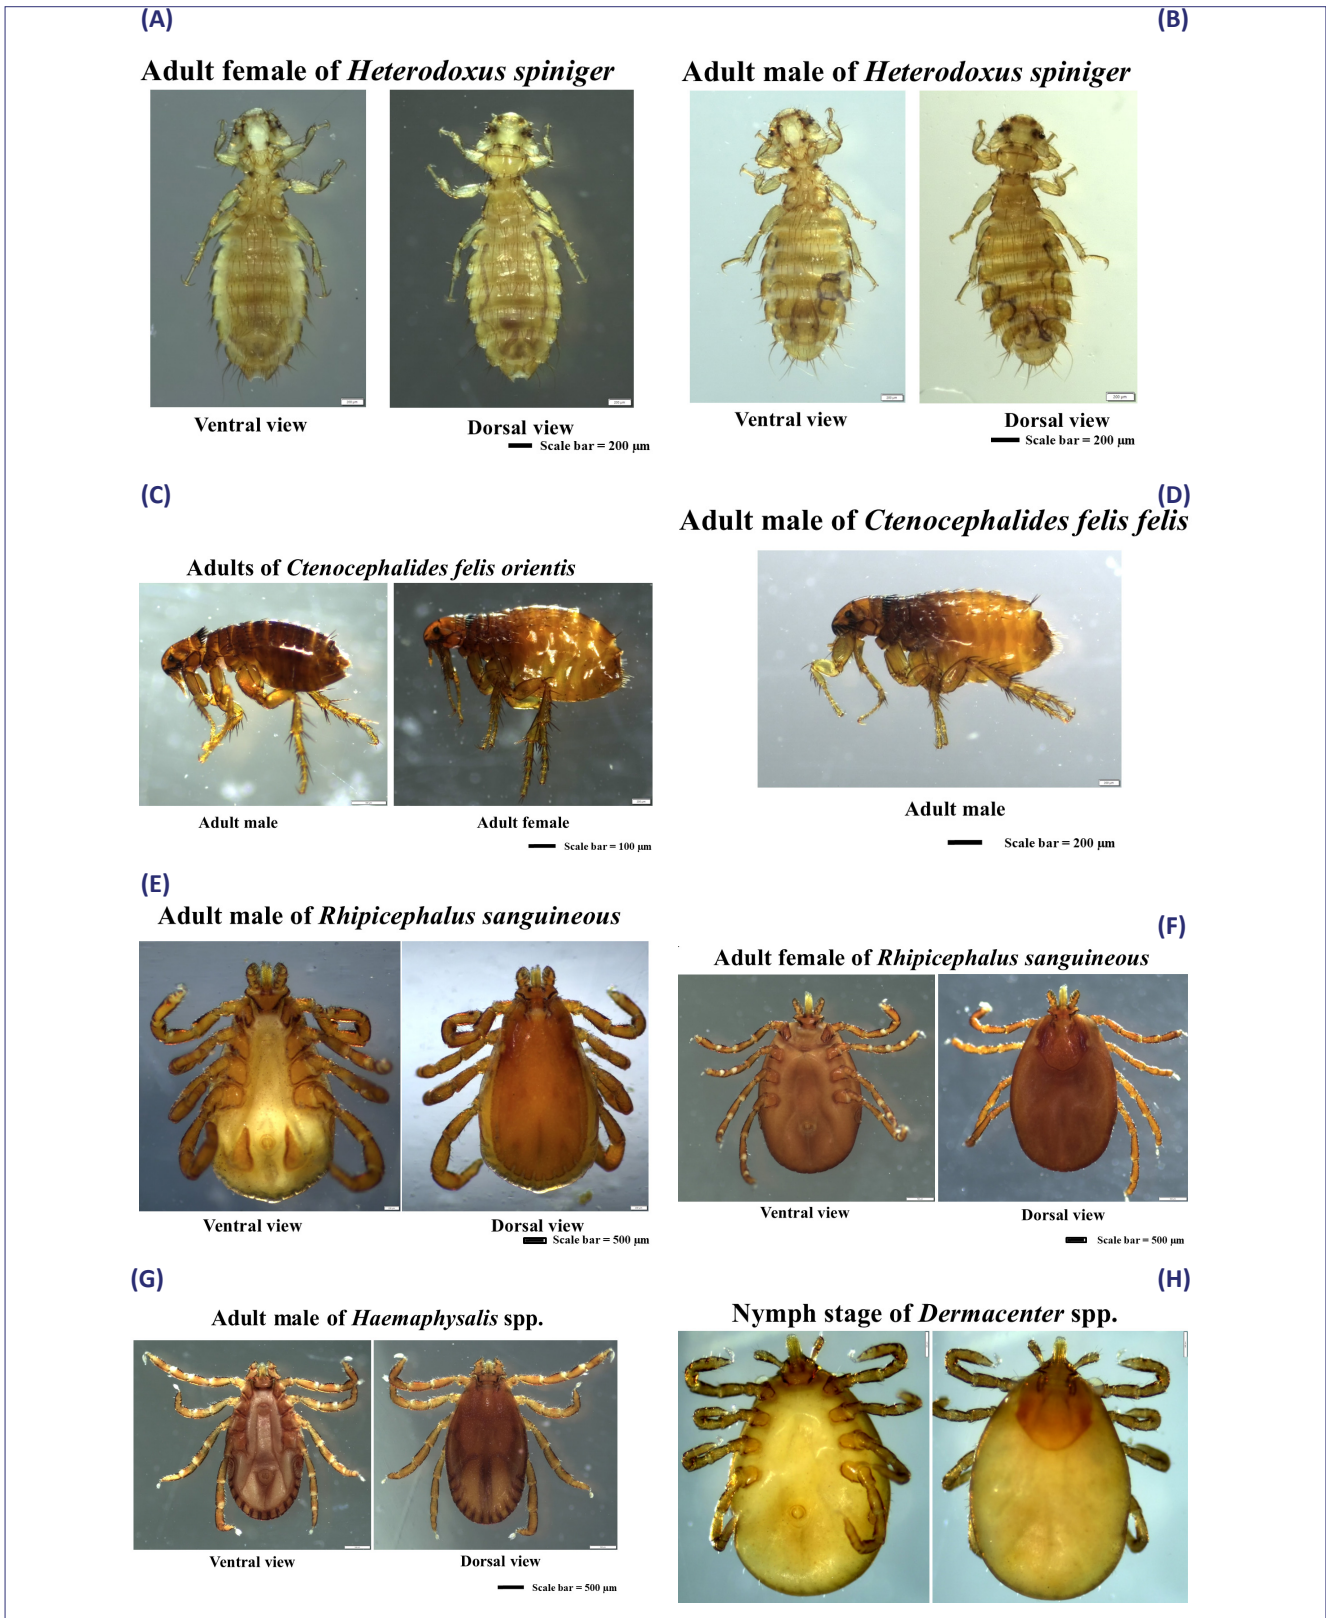 (A)
(B)
Adult female of Heterodoxus spiniger
Adult male of Heterodoxus spiniger
Ventral view
Dorsal view
Scale bar = 200 µm
Ventral view
Dorsal view
Scale bar = 200 µm
(C)
(D)
Adults of Ctenocephalides felis orientis
Adult male of Ctenocephalides felis felis
Adult male
Adult female
Scale bar = 100 µm
Adult male
Scale bar = 200 µm
(E)
(F)
Adult male of Rhipicephalus sanguineous
Adult female of Rhipicephalus sanguineous
Ventral view
Dorsal view
Scale bar = 500 µm
Ventral view
Dorsal view
Scale bar = 500 µm
(G)
(H)
Adult male of Haemaphysalis spp.
Nymph stage of Dermacenter spp.
Ventral view
Dorsal view
Scale bar = 500 µm